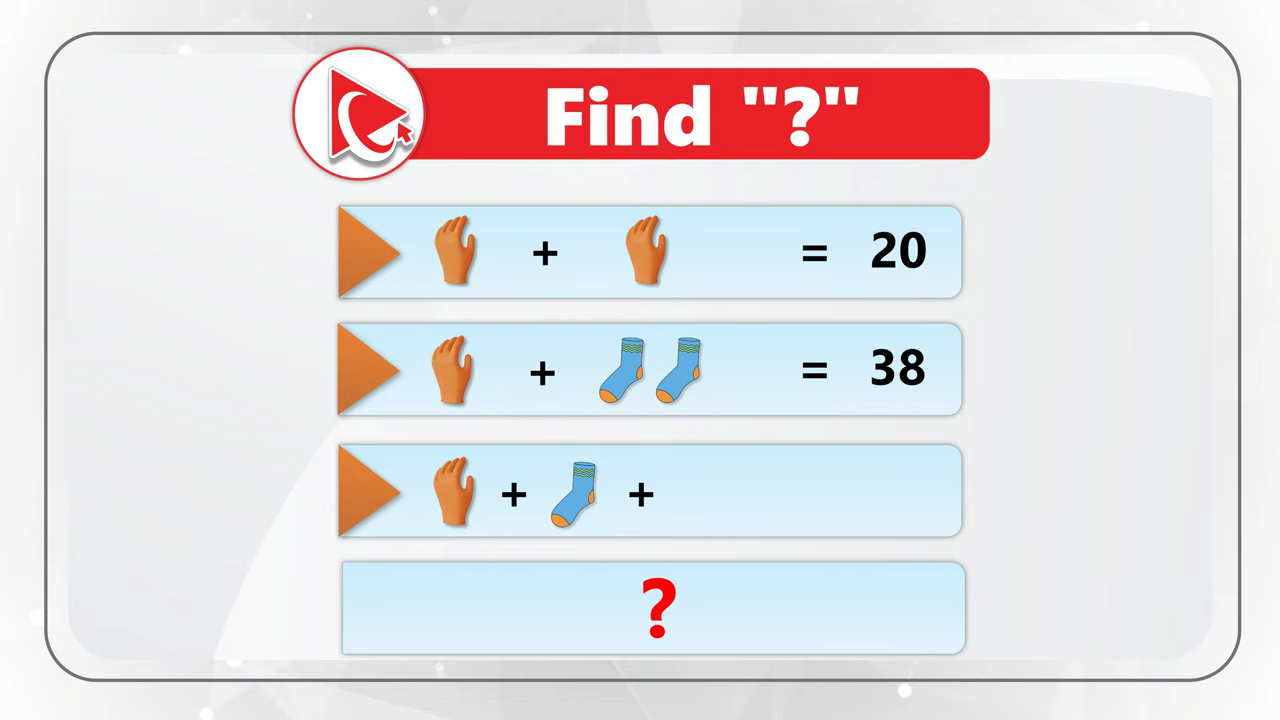 Find "?"
+ = 20
+ = 38
+ +
?